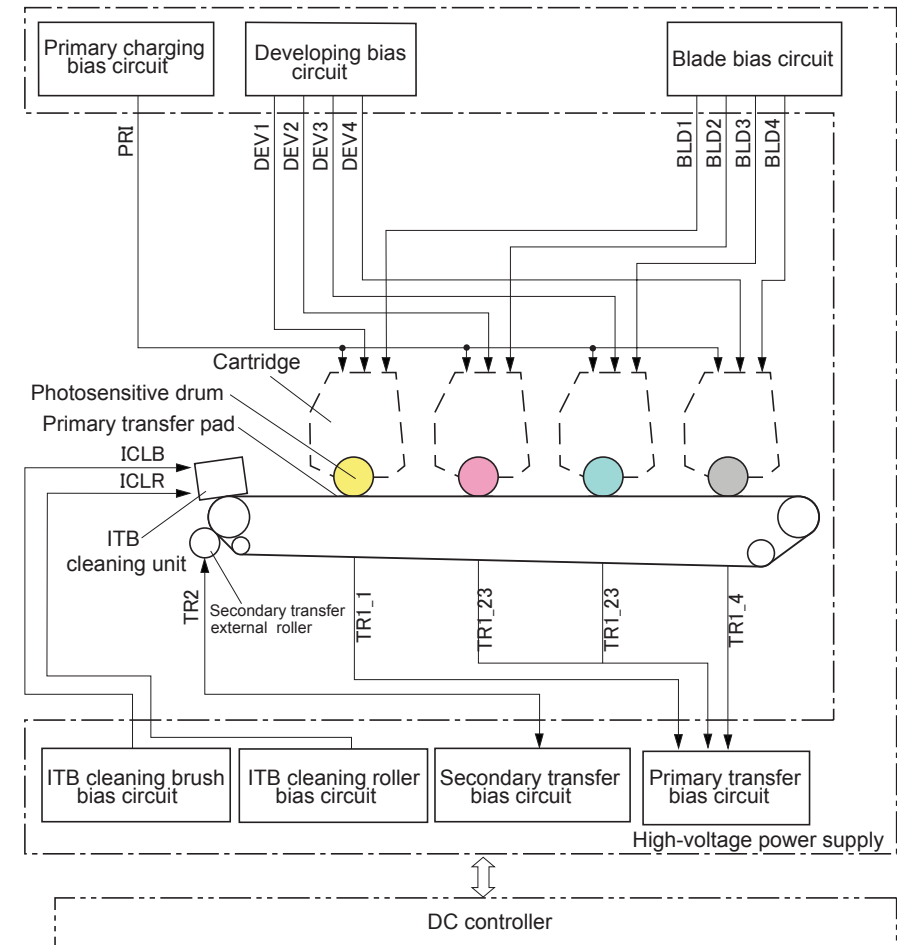 Primary charging
bias circuit
Developing bias
circuit
Blade bias circuit
PRI
DEV1
DEV2
DEV3
DEV4
BLD1
BLD2
BLD3
BLD4
Cartridge
Photosensitive drum
Primary transfer pad
ICLB
ICLR
ITB
cleaning unit
TR2
Secondary transfer
external roller
TR1_1
TR1_23
TR1_23
TR1_4
ITB cleaning brush
bias circuit
ITB cleaning roller
bias circuit
Secondary transfer
bias circuit
Primary transfer
bias circuit
High-voltage power supply
DC controller